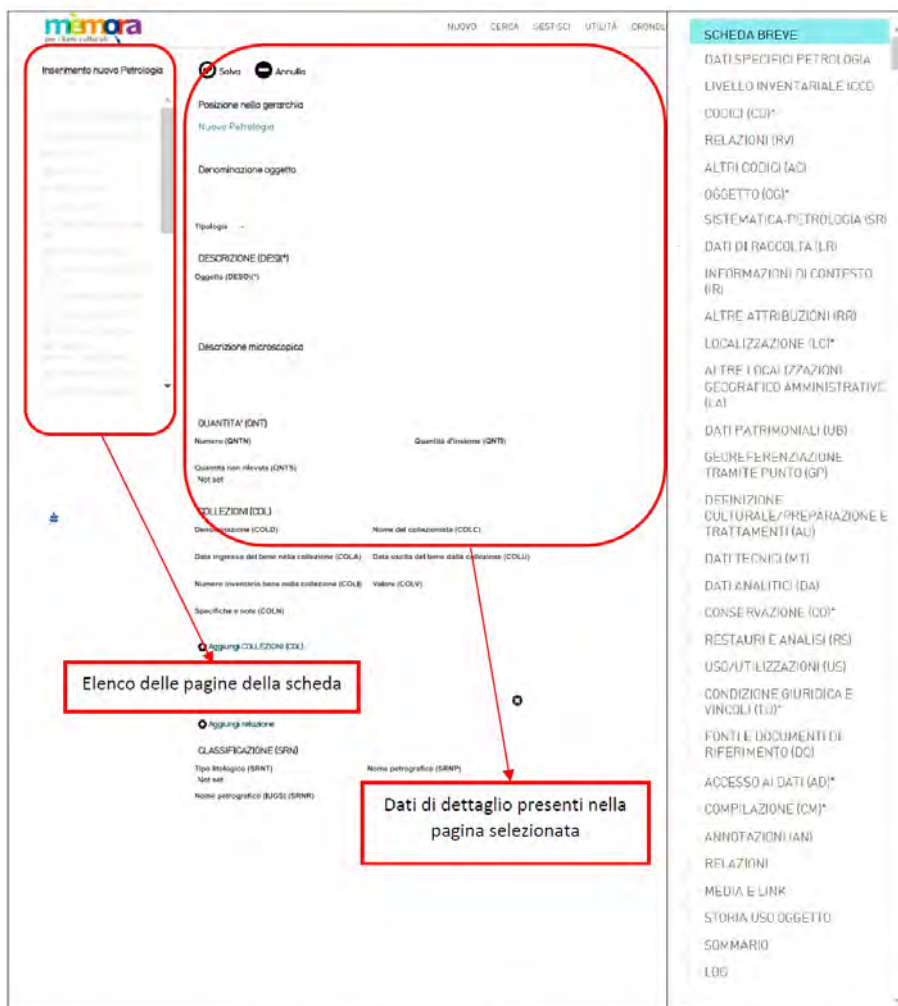 mèmora
per i beni culturali
NUOVO CERCA GESTISCI UTILITÀ CRONOL
Inserimento nuovo Petrologia
Salva Annulla
Posizione nella gerarchia
Nuovo Petrologia
Denominazione oggetto
Tipologia -
DESCRIZIONE (DES)(*)
Oggetto (DESO)(*)
Descrizione microscopica
QUANTITA' (QNT)
Numero (QNTN) Quantità d'insieme (QNTI)
Quantità non rilevata (QNTS)
Not set
COLLEZIONI (COL)
Denominazione (COLD) Nome del collezionista (COLC)
Data ingresso del bene nella collezione (COLA) Data uscita del bene dalla collezione (COLU)
Numero inventario bene nella collezione (COLI) Valore (COLV)
Specifiche e note (COLN)
Aggiungi COLLEZIONI (COL)
Elenco delle pagine della scheda
Aggiungi relazione
CLASSIFICAZIONE (SRN)
Tipo litologico (SRNT) Nome petrografico (SRNP)
Not set
Nome petrografico (IUGS) (SRNR)
Dati di dettaglio presenti nella
pagina selezionata
SCHEDA BREVE
DATI SPECIFICI PETROLOGIA
LIVELLO INVENTARIALE ICCD
CODICI (CD)*
RELAZIONI (RV)
ALTRI CODICI (AC)
OGGETTO (OG)*
SISTEMATICA-PETROLOGIA (SR)
DATI DI RACCOLTA (LR)
INFORMAZIONI DI CONTESTO
(IR)
ALTRE ATTRIBUZIONI (RR)
LOCALIZZAZIONE (LC)*
ALTRE LOCALIZZAZIONI
GEOGRAFICO AMMINISTRATIVE
(LA)
DATI PATRIMONIALI (UB)
GEOREFERENZIAZIONE
TRAMITE PUNTO (GP)
DEFINIZIONE
CULTURALE/PREPARAZIONE E
TRATTAMENTI (AU)
DATI TECNICI (MT)
DATI ANALITICI (DA)
CONSERVAZIONE (CO)*
RESTAURI E ANALISI (RS)
USO/UTILIZZAZIONI (US)
CONDIZIONE GIURIDICA E
VINCOLI (TU)*
FONTI E DOCUMENTI DI
RIFERIMENTO (DO)
ACCESSO AI DATI (AD)*
COMPILAZIONE (CM)*
ANNOTAZIONI (AN)
RELAZIONI
MEDIA E LINK
STORIA USO OGGETTO
SOMMARIO
LOG